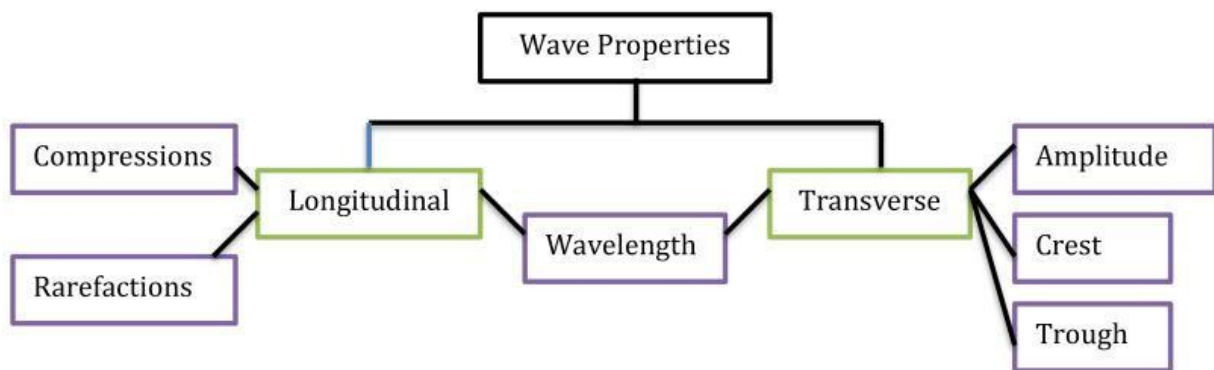 Wave Properties
Compressions
Longitudinal
Transverse
Amplitude
Wavelength
Crest
Rarefactions
Trough